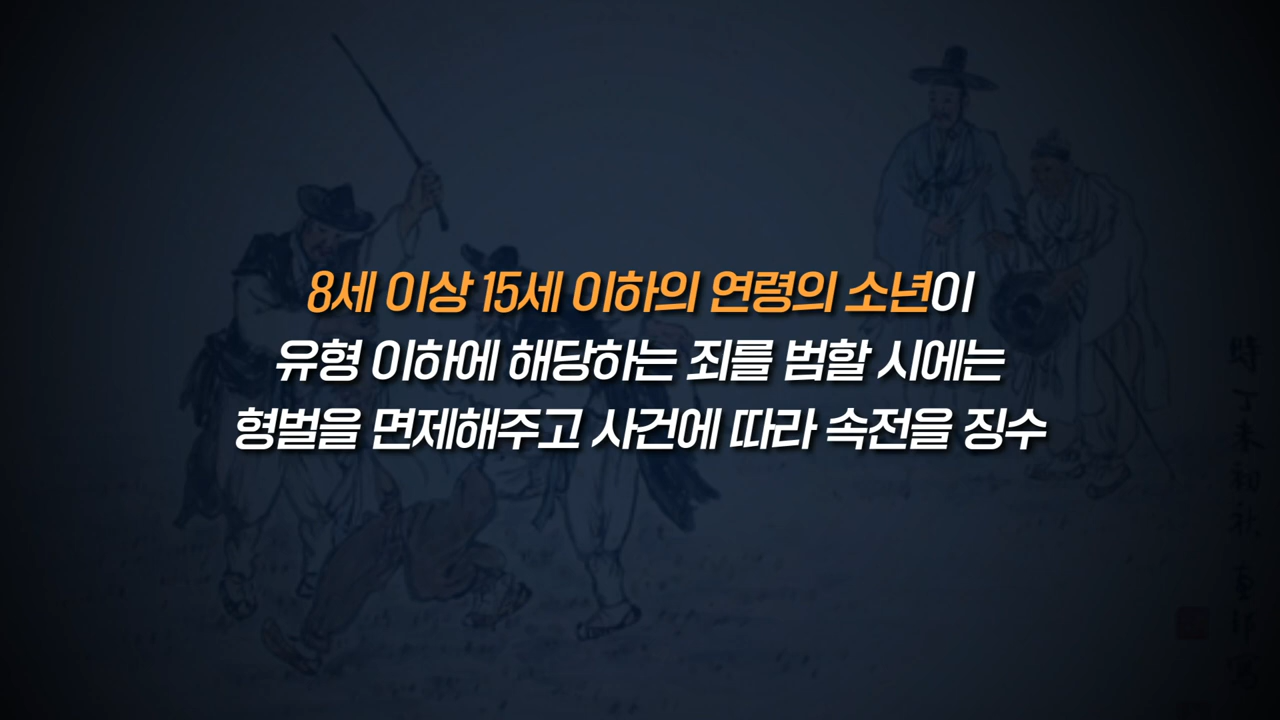 8세 이상 15세 이하의 연령의 소년이
유형 이하에 해당하는 죄를 범할 시에는
형벌을 면제해주고 사건에 따라 속전을 징수